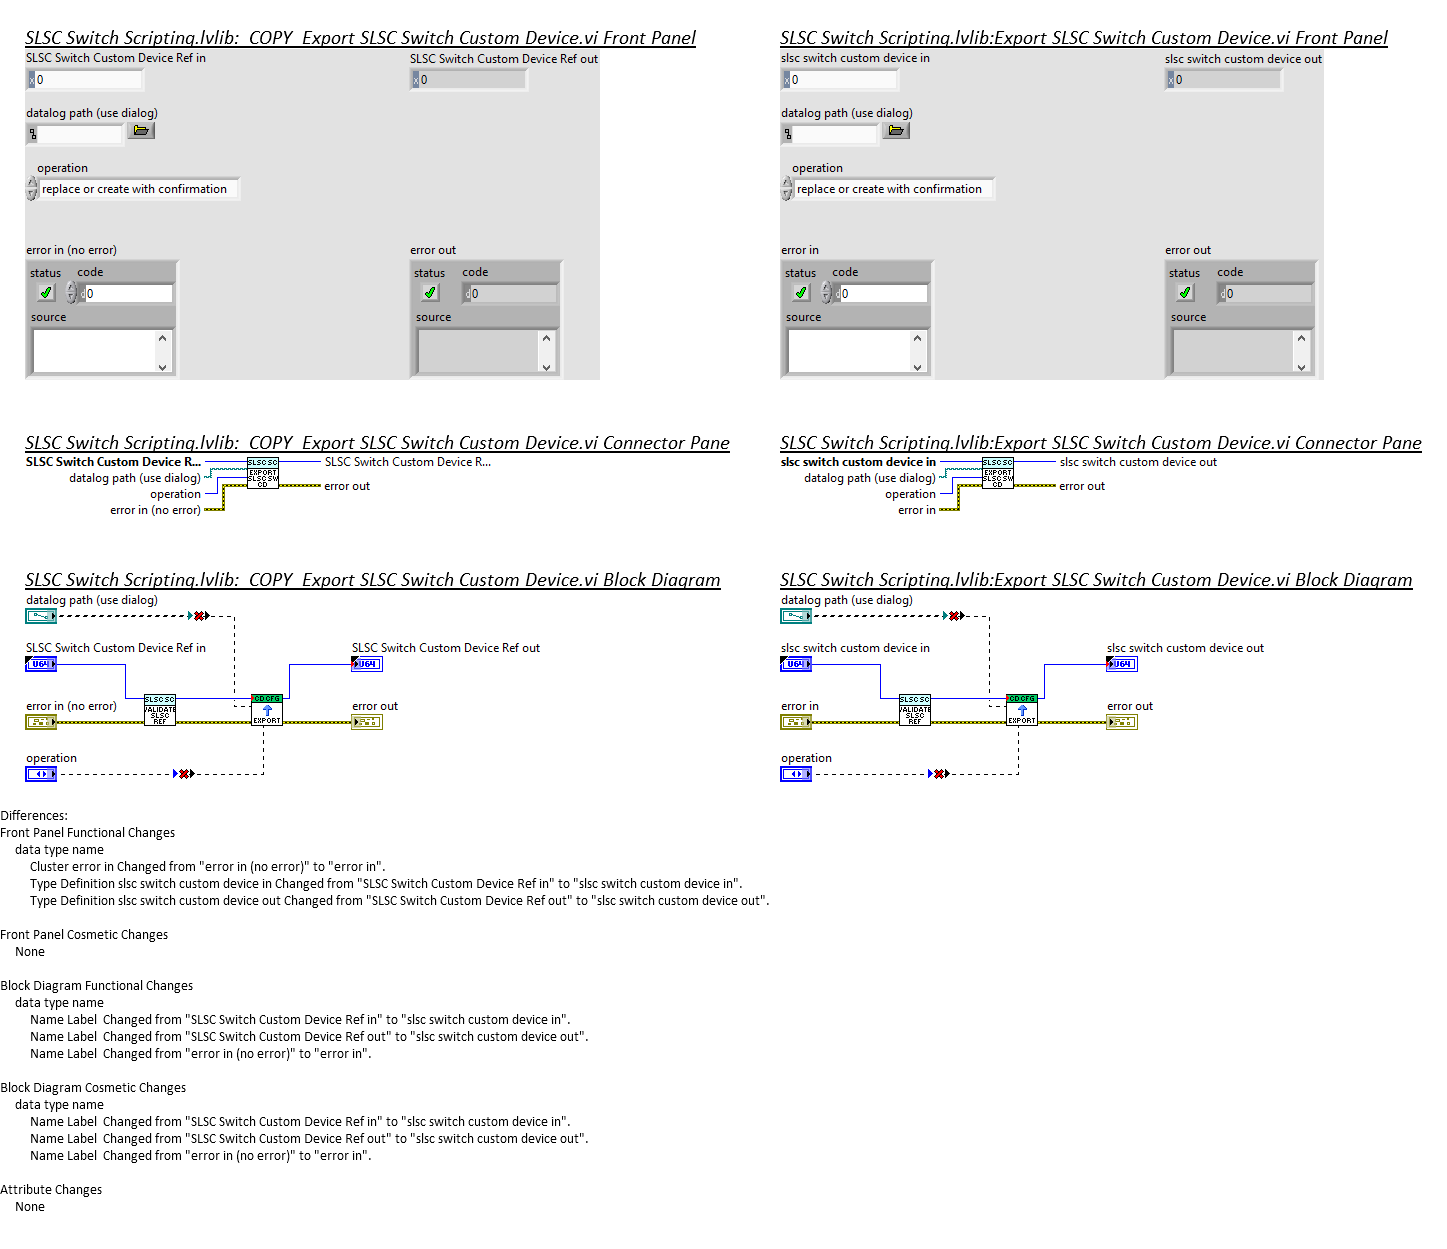 SLSC Switch Scripting.lvlib:_COPY_Export SLSC Switch Custom Device.vi Front Panel
SLSC Switch Custom Device Ref in
SLSC Switch Custom Device Ref out
x 0
x 0
datalog path (use dialog)
operation
replace or create with confirmation
error in (no error)
error out
status
code
status
code
d 0
d 0
source
source
SLSC Switch Scripting.lvlib:Export SLSC Switch Custom Device.vi Front Panel
slsc switch custom device in
slsc switch custom device out
x 0
x 0
datalog path (use dialog)
operation
replace or create with confirmation
error in
error out
status
code
status
code
d 0
d 0
source
source
SLSC Switch Scripting.lvlib:_COPY_Export SLSC Switch Custom Device.vi Connector Pane
SLSC Switch Custom Device R...
datalog path (use dialog)
operation
error in (no error)
SLSC SC
EXPORT
SLSC SW
CD
SLSC Switch Custom Device R...
error out
SLSC Switch Scripting.lvlib:Export SLSC Switch Custom Device.vi Connector Pane
slsc switch custom device in
datalog path (use dialog)
operation
error in
SLSC SC
EXPORT
SLSC SW
CD
slsc switch custom device out
error out
SLSC Switch Scripting.lvlib:_COPY_Export SLSC Switch Custom Device.vi Block Diagram
datalog path (use dialog)
SLSC Switch Custom Device Ref in
U64
SLSC Switch Custom Device Ref out
U64
error in (no error)
SLSC SC
VALIDATE
SLSC
REF
CD CFG
EXPORT
error out
operation
SLSC Switch Scripting.lvlib:Export SLSC Switch Custom Device.vi Block Diagram
datalog path (use dialog)
slsc switch custom device in
U64
slsc switch custom device out
U64
error in
SLSC SC
VALIDATE
SLSC
REF
CD CFG
EXPORT
error out
operation
Differences:
Front Panel Functional Changes
data type name
Cluster error in Changed from "error in (no error)" to "error in".
Type Definition slsc switch custom device in Changed from "SLSC Switch Custom Device Ref in" to "slsc switch custom device in".
Type Definition slsc switch custom device out Changed from "SLSC Switch Custom Device Ref out" to "slsc switch custom device out".
Front Panel Cosmetic Changes
None
Block Diagram Functional Changes
data type name
Name Label  Changed from "SLSC Switch Custom Device Ref in" to "slsc switch custom device in".
Name Label  Changed from "SLSC Switch Custom Device Ref out" to "slsc switch custom device out".
Name Label  Changed from "error in (no error)" to "error in".
Block Diagram Cosmetic Changes
data type name
Name Label  Changed from "SLSC Switch Custom Device Ref in" to "slsc switch custom device in".
Name Label  Changed from "SLSC Switch Custom Device Ref out" to "slsc switch custom device out".
Name Label  Changed from "error in (no error)" to "error in".
Attribute Changes
None